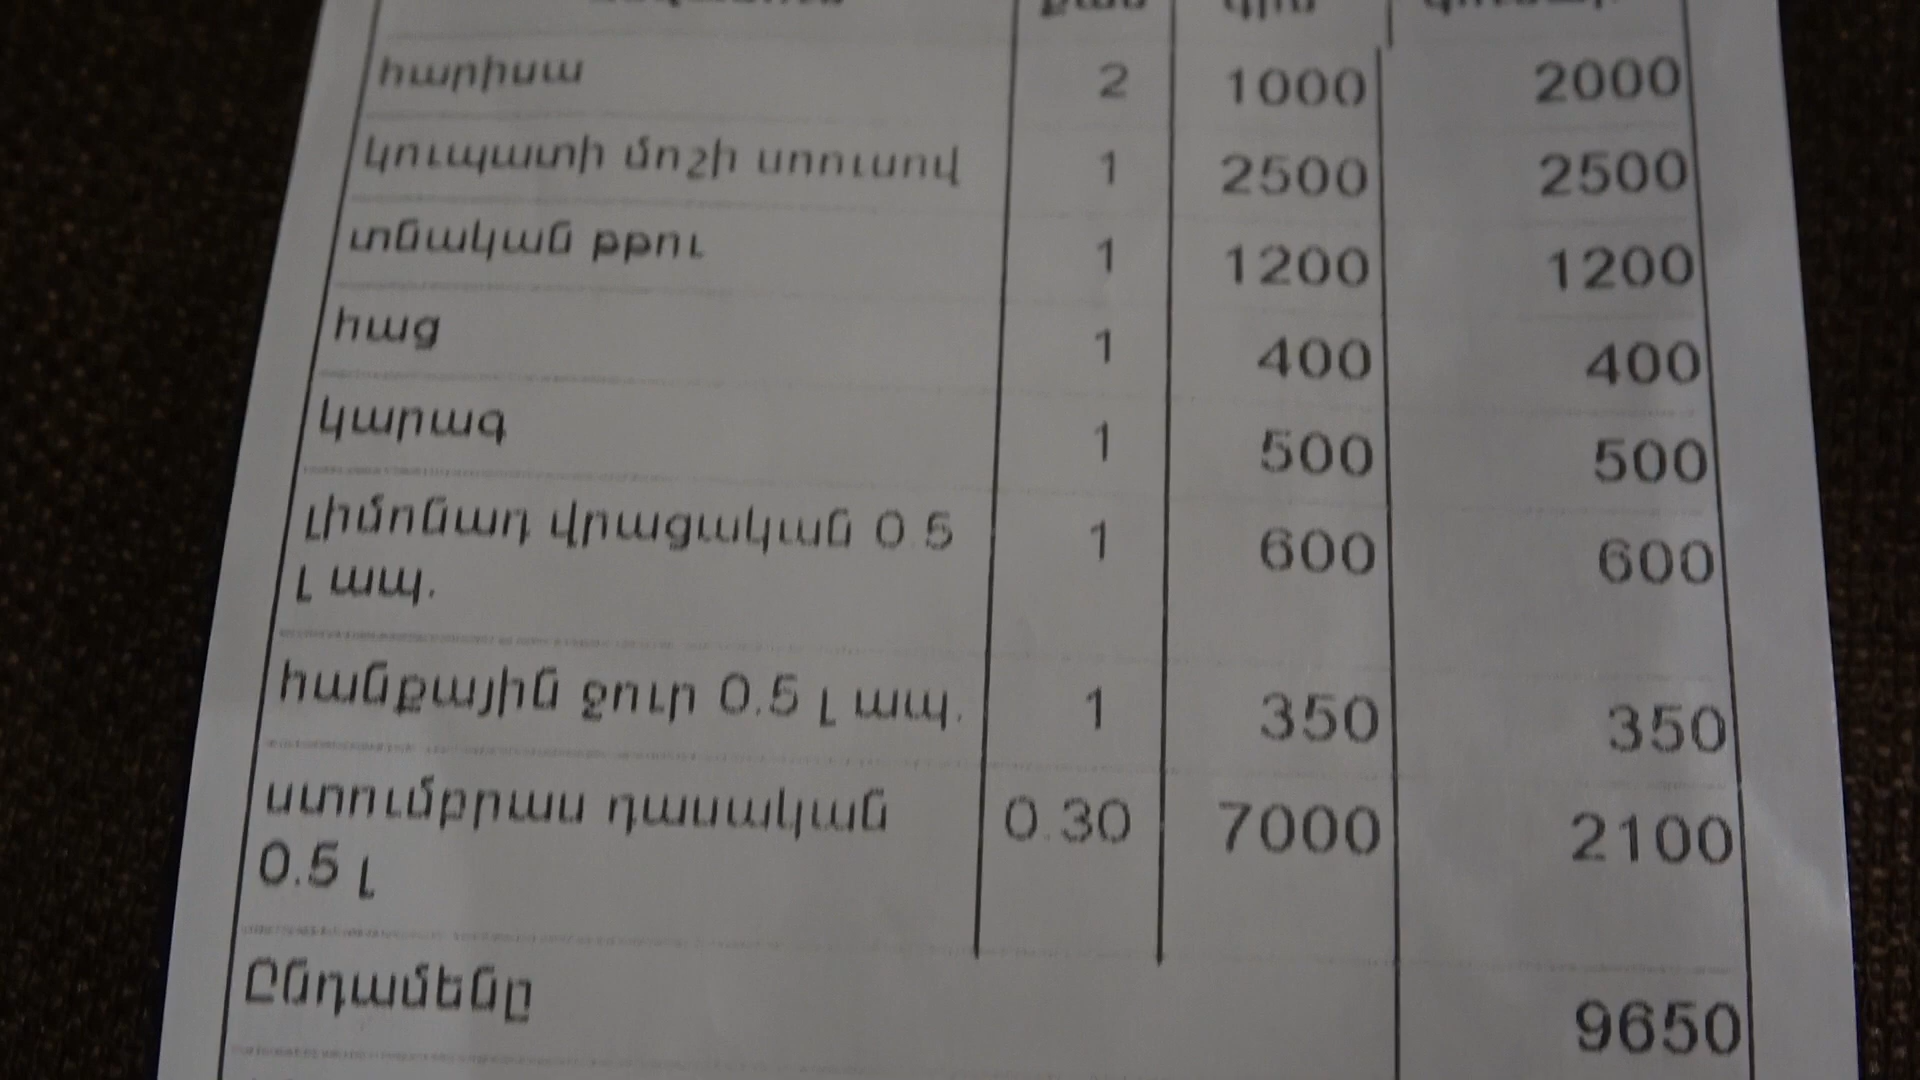 հարիսա 2 1000 2000
կուպատի մոշի սոուսով 1 2500 2500
տնական թթու 1 1200 1200
հաց 1 400 400
կարագ 1 500 500
լիմոնադ վրացական 0.5 1 600 600
լ ապ.
հանքային ջուր 0.5 լ ապ. 1 350 350
ստումբրաս դասական 0.30 7000 2100
0.5 լ
Ընդամենը 9650